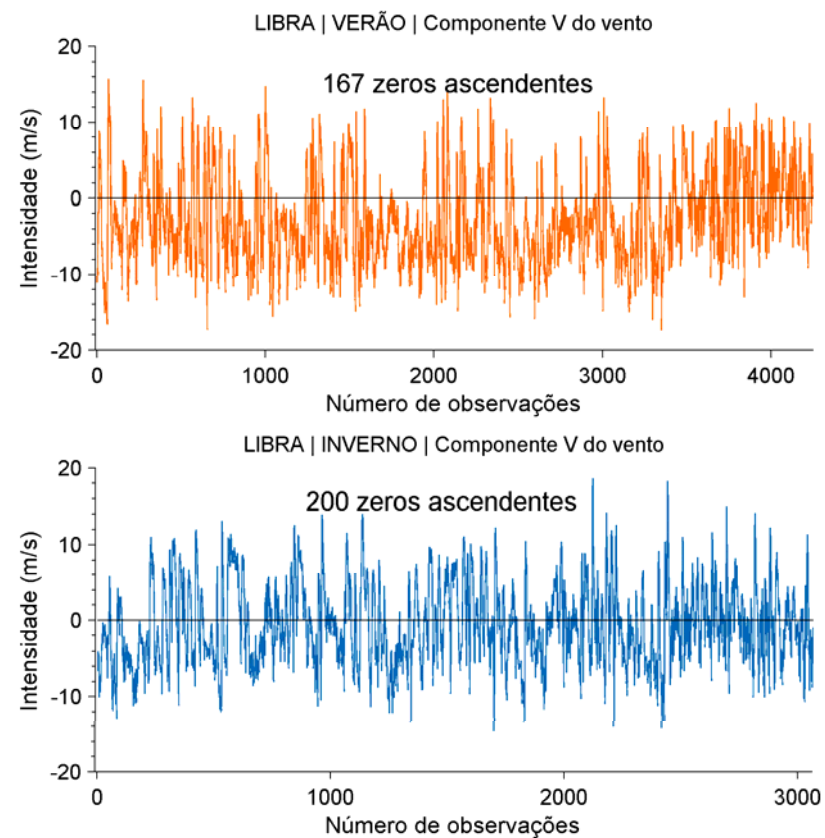 LIBRA | VERÃO | Componente V do vento
20
167 zeros ascendentes
10
0
-10
-20
Intensidade (m/s)
0 1000 2000 3000 4000
Número de observações
LIBRA | INVERNO | Componente V do vento
20
200 zeros ascendentes
10
0
-10
-20
Intensidade (m/s)
0 1000 2000 3000
Número de observações